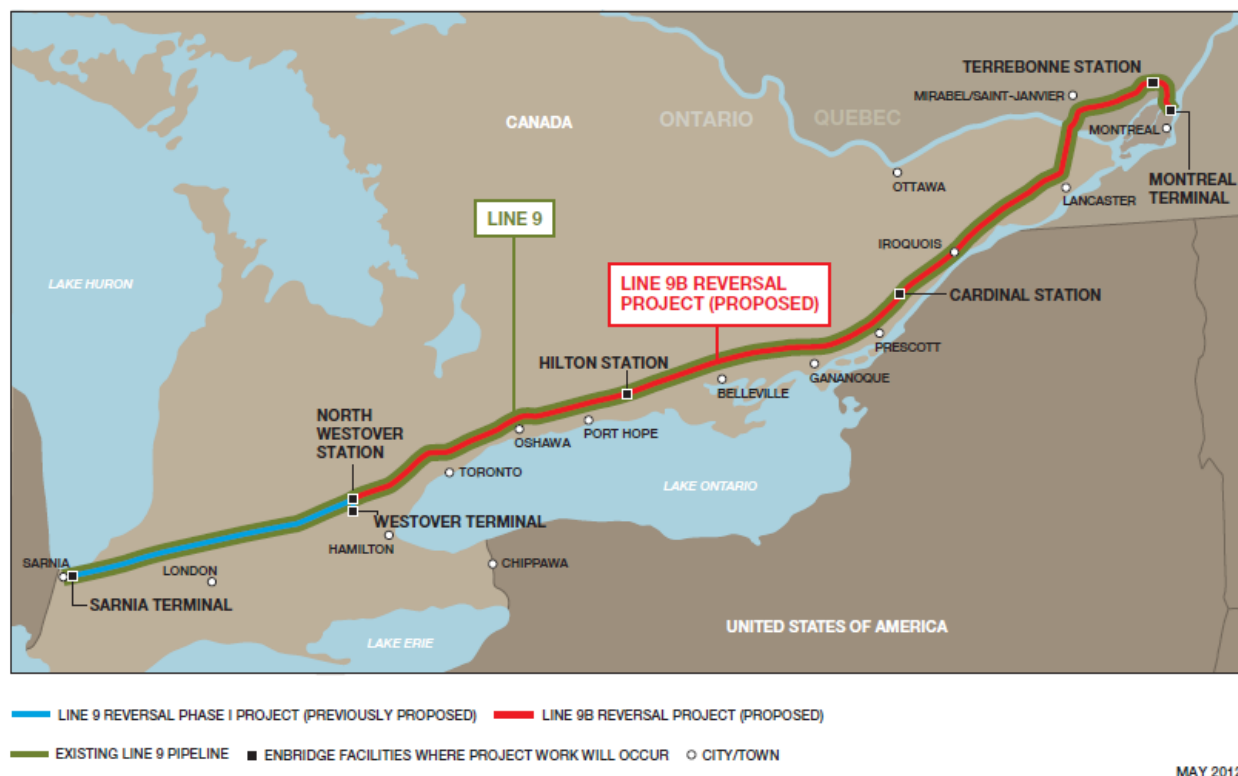 TERREBONNE STATION
MIRABEL/SAINT-JANVIER
CANADA
ONTARIO
QUEBEC
MONTREAL
OTTAWA
MONTREAL
TERMINAL
LANCASTER
LINE 9
IROQUOIS
LAKE HURON
LINE 9B REVERSAL
PROJECT (PROPOSED)
CARDINAL STATION
PRESCOTT
HILTON STATION
GANANOQUE
BELLEVILLE
NORTH
WESTOVER
STATION
OSHAWA
PORT HOPE
TORONTO
LAKE ONTARIO
WESTOVER TERMINAL
HAMILTON
SARNIA
LONDON
CHIPPAWA
SARNIA TERMINAL
UNITED STATES OF AMERICA
LAKE ERIE
LINE 9 REVERSAL PHASE I PROJECT (PREVIOUSLY PROPOSED)
LINE 9B REVERSAL PROJECT (PROPOSED)
EXISTING LINE 9 PIPELINE
ENBRIDGE FACILITIES WHERE PROJECT WORK WILL OCCUR
CITY/TOWN
MAY 2012